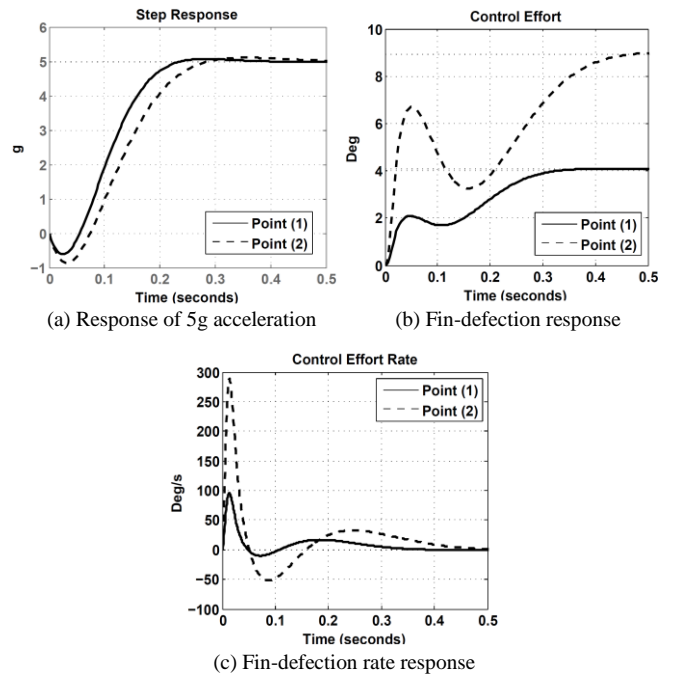 Step Response
6
5
4
3
2
1
0
−1
g
0 0.1 0.2 0.3 0.4 0.5
Time (seconds)
Point (1)
Point (2)
(a) Response of 5g acceleration
Control Effort
10
8
6
4
2
0
Deg
0 0.1 0.2 0.3 0.4 0.5
Time (seconds)
Point (1)
Point (2)
(b) Fin-defection response
Control Effort Rate
300
250
200
150
100
50
0
−50
−100
Deg/s
0 0.1 0.2 0.3 0.4 0.5
Time (seconds)
Point (1)
Point (2)
(c) Fin-defection rate response